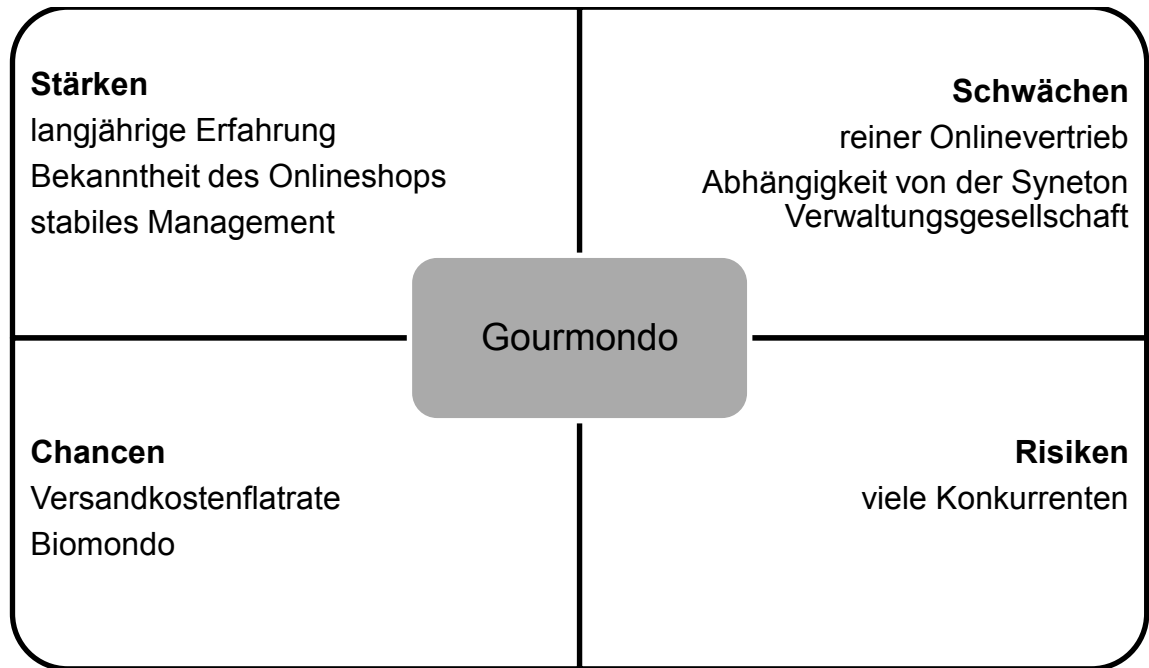 Stärken
langjährige Erfahrung
Bekanntheit des Onlineshops
stabiles Management
Schwächen
reiner Onlinevertrieb
Abhängigkeit von der Syneton
Verwaltungsgesellschaft
Gourmondo
Chancen
Versandkostenflatrate
Biomondo
Risiken
viele Konkurrenten